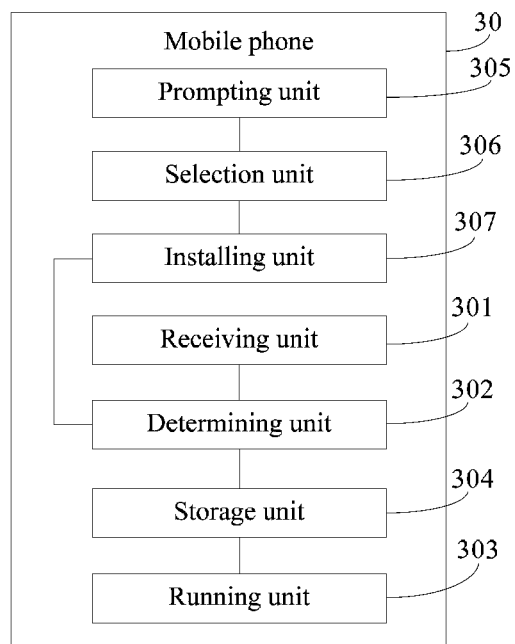 Mobile phone
30
Prompting unit
305
Selection unit
306
Installing unit
307
Receiving unit
301
Determining unit
302
Storage unit
304
Running unit
303